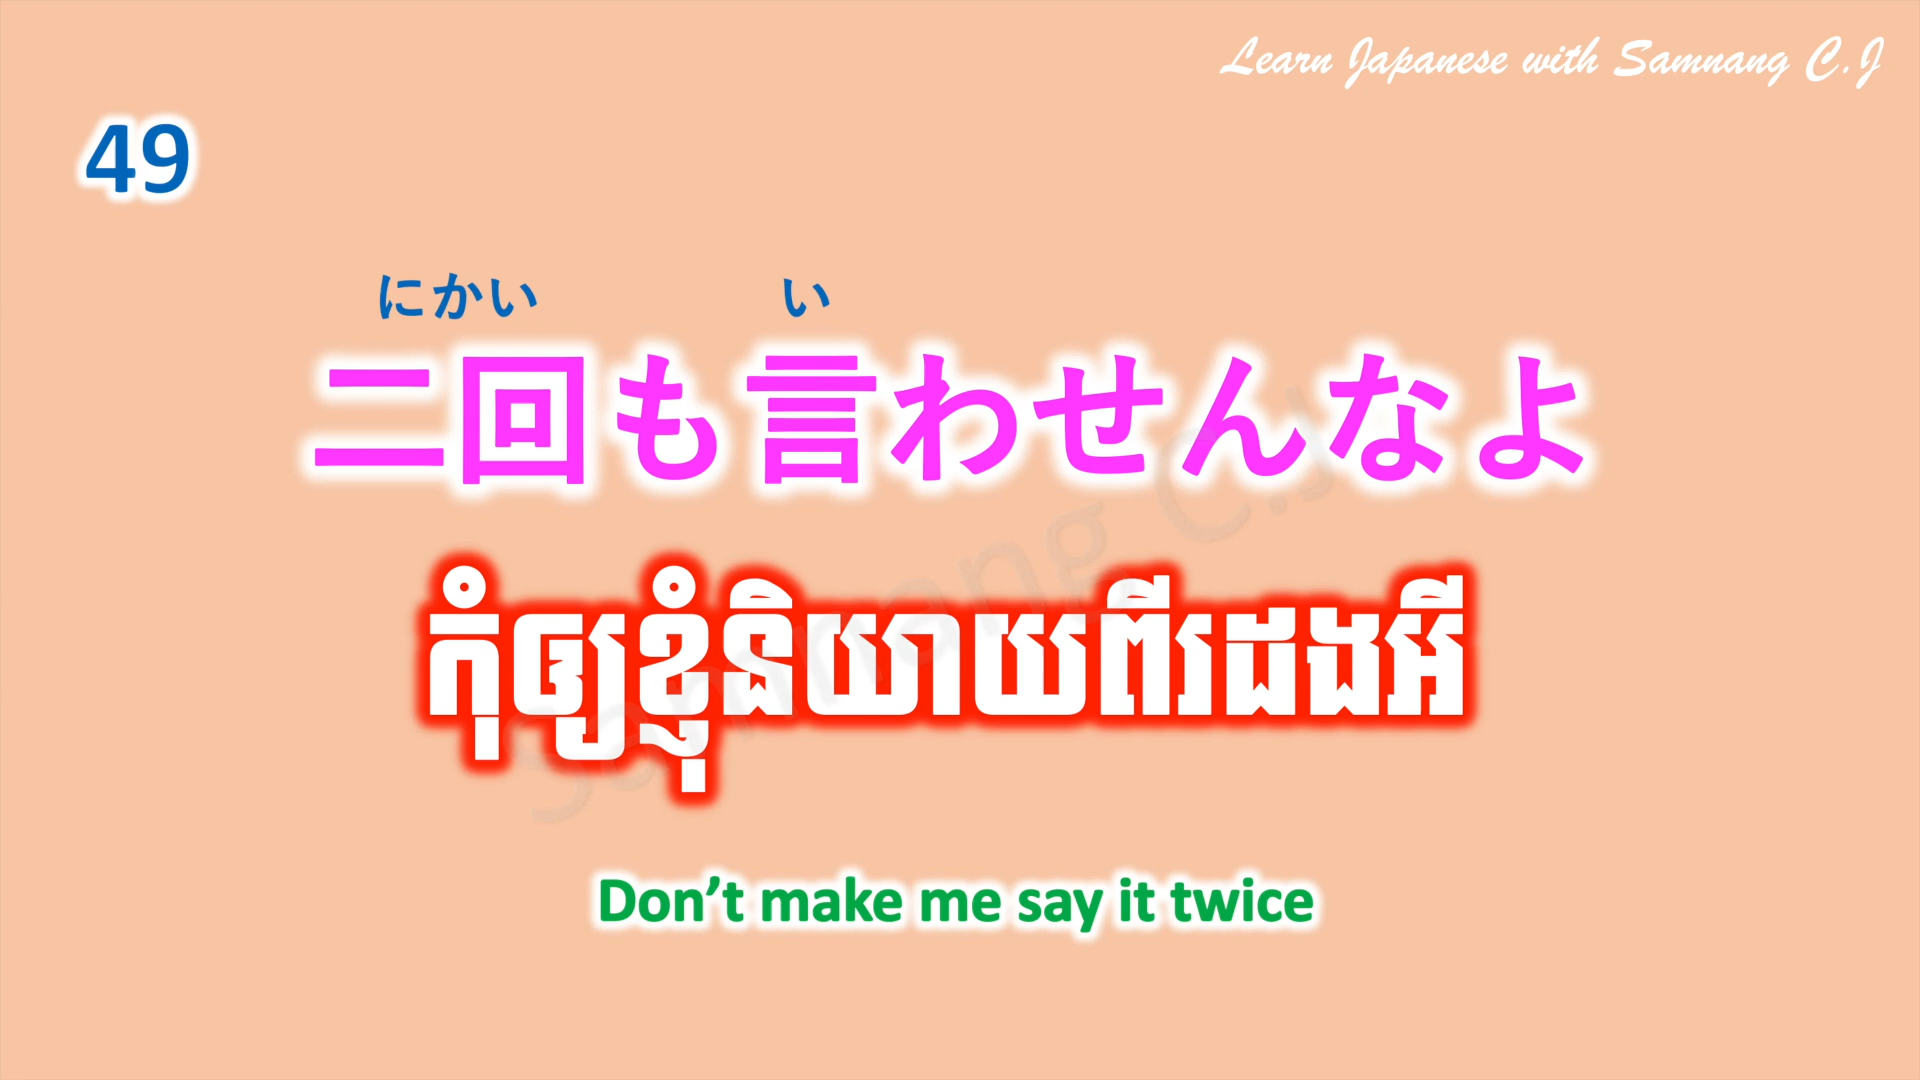 Learn Japanese with Samnang C.J
49
にかい い
二回も言わせんなよ
កុំឲ្យខ្ញុំនិយាយពីរដងអី
Don’t make me say it twice
Samnang C.J